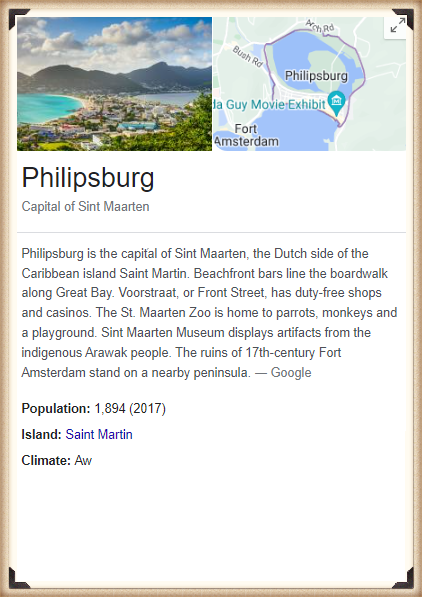 Arch Rd
Bush Rd
Philipsburg
da Guy Movie Exhibit
Fort
Amsterdam
Philipsburg
Capital of Sint Maarten
Philipsburg is the capital of Sint Maarten, the Dutch side of the
Caribbean island Saint Martin. Beachfront bars line the boardwalk
along Great Bay. Voorstraat, or Front Street, has duty-free shops
and casinos. The St. Maarten Zoo is home to parrots, monkeys and
a playground. Sint Maarten Museum displays artifacts from the
indigenous Arawak people. The ruins of 17th-century Fort
Amsterdam stand on a nearby peninsula. — Google
Population: 1,894 (2017)
Island: Saint Martin
Climate: Aw